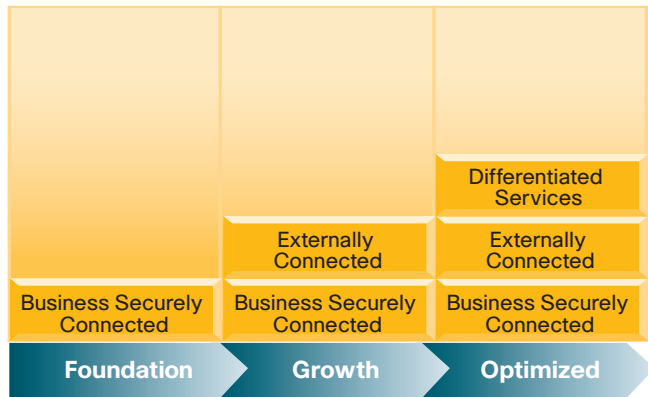 Differentiated
Services
Externally
Connected
Externally
Connected
Business Securely
Connected
Business Securely
Connected
Business Securely
Connected
Foundation
Growth
Optimized